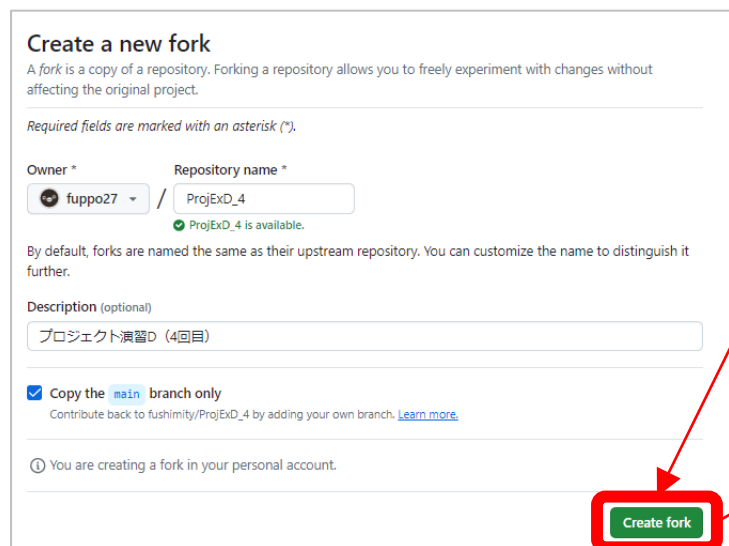 Create a new fork
A fork is a copy of a repository. Forking a repository allows you to freely experiment with changes without
affecting the original project.
Required fields are marked with an asterisk (*).
Owner * Repository name *
fuppo27 / ProjExD_4
ProjExD_4 is available.
By default, forks are named the same as their upstream repository. You can customize the name to distinguish it
further.
Description (optional)
プロジェクト演習D（4回目）
Copy the main branch only
Contribute back to fushimity/ProjExD_4 by adding your own branch. Learn more.
You are creating a fork in your personal account.
Create fork